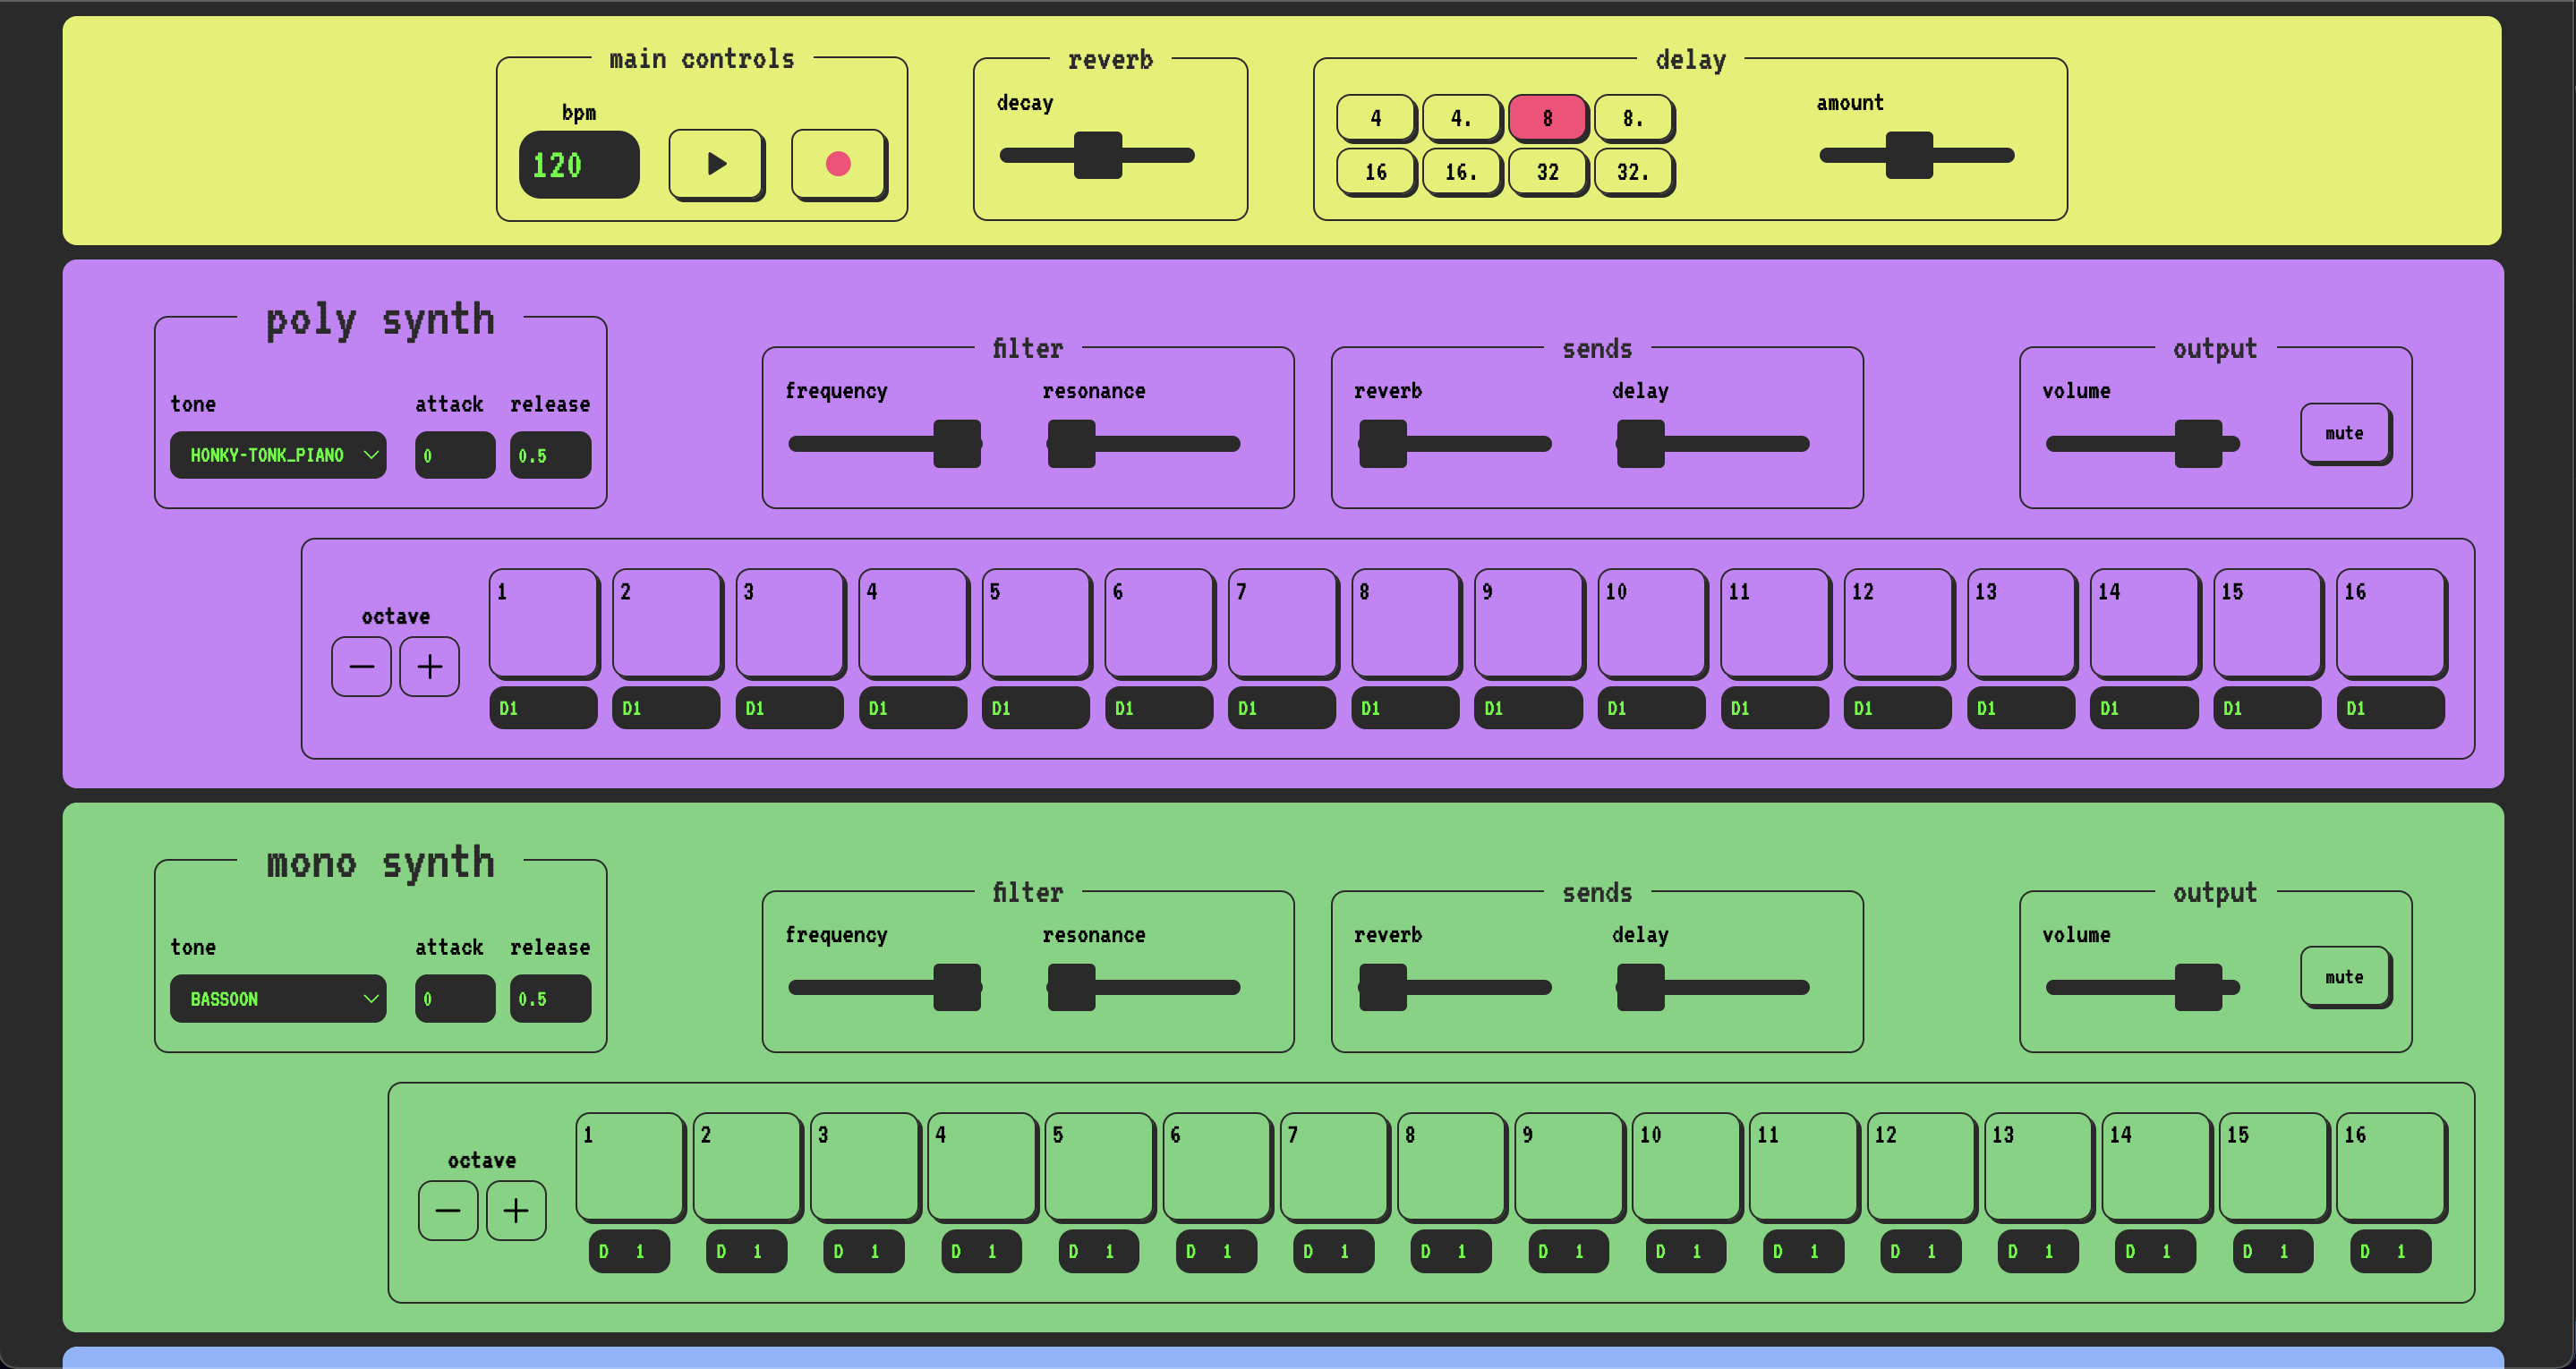 main controls
reverb
delay
bpm
120
decay
4 4. 8 8.
16 16. 32 32.
amount
poly synth
tone attack release
HONKY-TONK_PIANO 0 0.5
filter
frequency resonance
sends
reverb delay
output
volume
mute
octave
1 2 3 4 5 6 7 8 9 10 11 12 13 14 15 16
D1 D1 D1 D1 D1 D1 D1 D1 D1 D1 D1 D1 D1 D1 D1 D1
mono synth
tone attack release
BASSOON 0 0.5
filter
frequency resonance
sends
reverb delay
output
volume
mute
octave
1 2 3 4 5 6 7 8 9 10 11 12 13 14 15 16
D 1 D 1 D 1 D 1 D 1 D 1 D 1 D 1 D 1 D 1 D 1 D 1 D 1 D 1 D 1 D 1